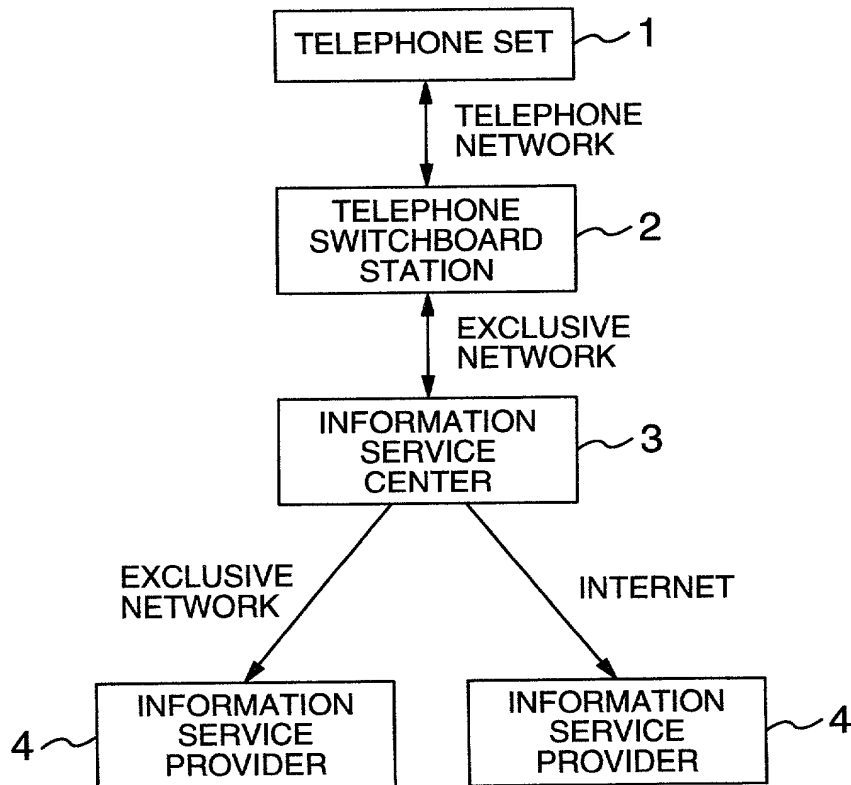 TELEPHONE SET
1
TELEPHONE
NETWORK
TELEPHONE
SWITCHBOARD
STATION
2
EXCLUSIVE
NETWORK
INFORMATION
SERVICE
CENTER
3
EXCLUSIVE
NETWORK
INTERNET
4
INFORMATION
SERVICE
PROVIDER
INFORMATION
SERVICE
PROVIDER
4